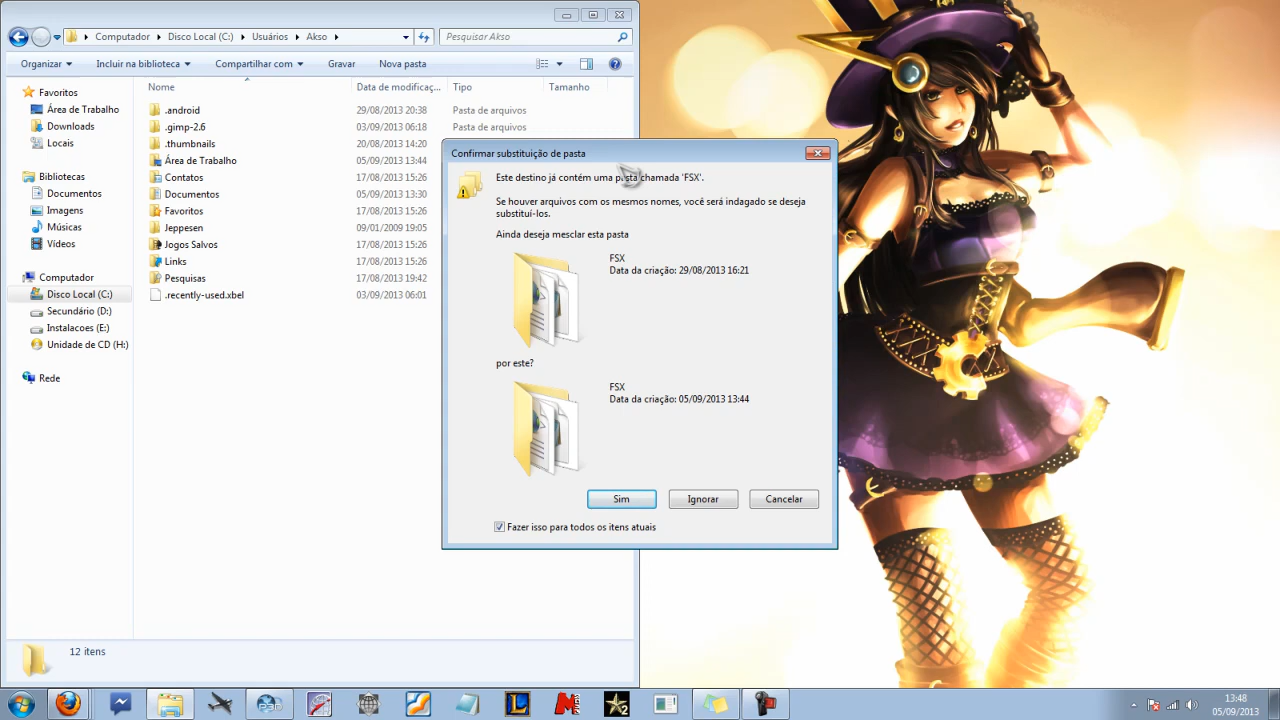 Computador Disco Local (C:) Usuários Akso
Pesquisar Akso
Organizar Incluir na biblioteca Compartilhar com Gravar Nova pasta
Favoritos
Área de Trabalho
Downloads
Locais
Bibliotecas
Documentos
Imagens
Músicas
Vídeos
Computador
Disco Local (C:)
Secundário (D:)
Instalacoes (E:)
Unidade de CD (H:)
Rede
Nome Data de modificaç... Tipo Tamanho
.android 29/08/2013 20:38 Pasta de arquivos
.gimp-2.6 03/09/2013 06:18 Pasta de arquivos
.thumbnails 20/08/2013 14:20
Área de Trabalho 05/09/2013 13:44
Contatos 17/08/2013 15:26
Documentos 05/09/2013 13:30
Favoritos 17/08/2013 15:26
Jeppesen 09/01/2009 19:05
Jogos Salvos 17/08/2013 15:26
Links 17/08/2013 15:26
Pesquisas 17/08/2013 19:42
.recently-used.xbel 03/09/2013 06:01
Confirmar substituição de pasta
Este destino já contém uma pasta chamada 'FSX'.
Se houver arquivos com os mesmos nomes, você será indagado se deseja
substituí-los.
Ainda deseja mesclar esta pasta
FSX
Data da criação: 29/08/2013 16:21
por este?
FSX
Data da criação: 05/09/2013 13:44
Sim Ignorar Cancelar
Fazer isso para todos os itens atuais
12 itens
13:48
05/09/2013